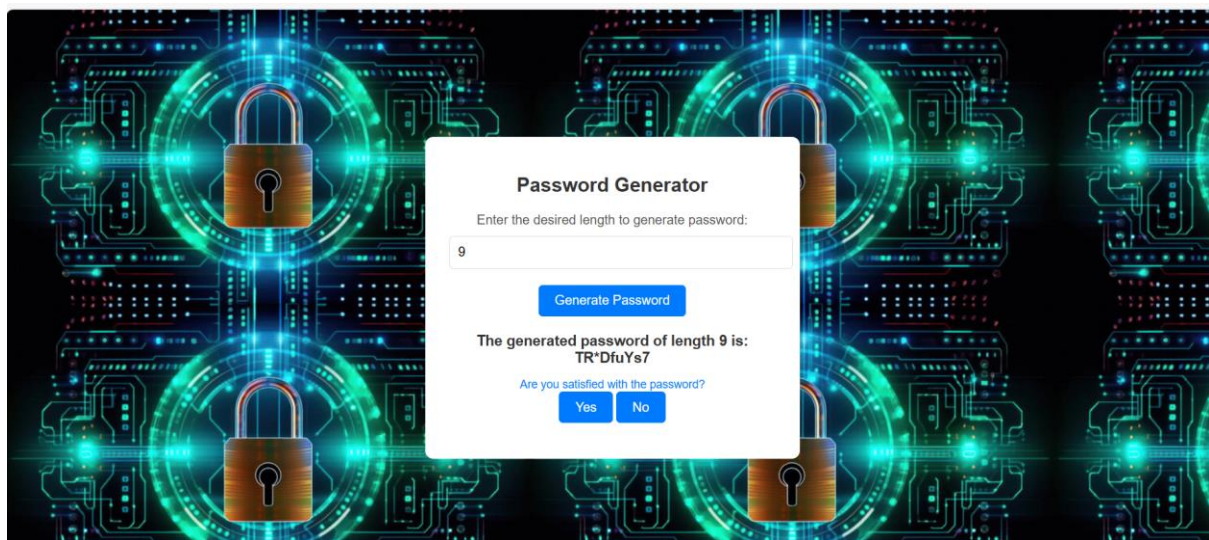 Password Generator
Enter the desired length to generate password:
9
Generate Password
The generated password of length 9 is:
TR*DfuYs7
Are you satisfied with the password?
Yes No